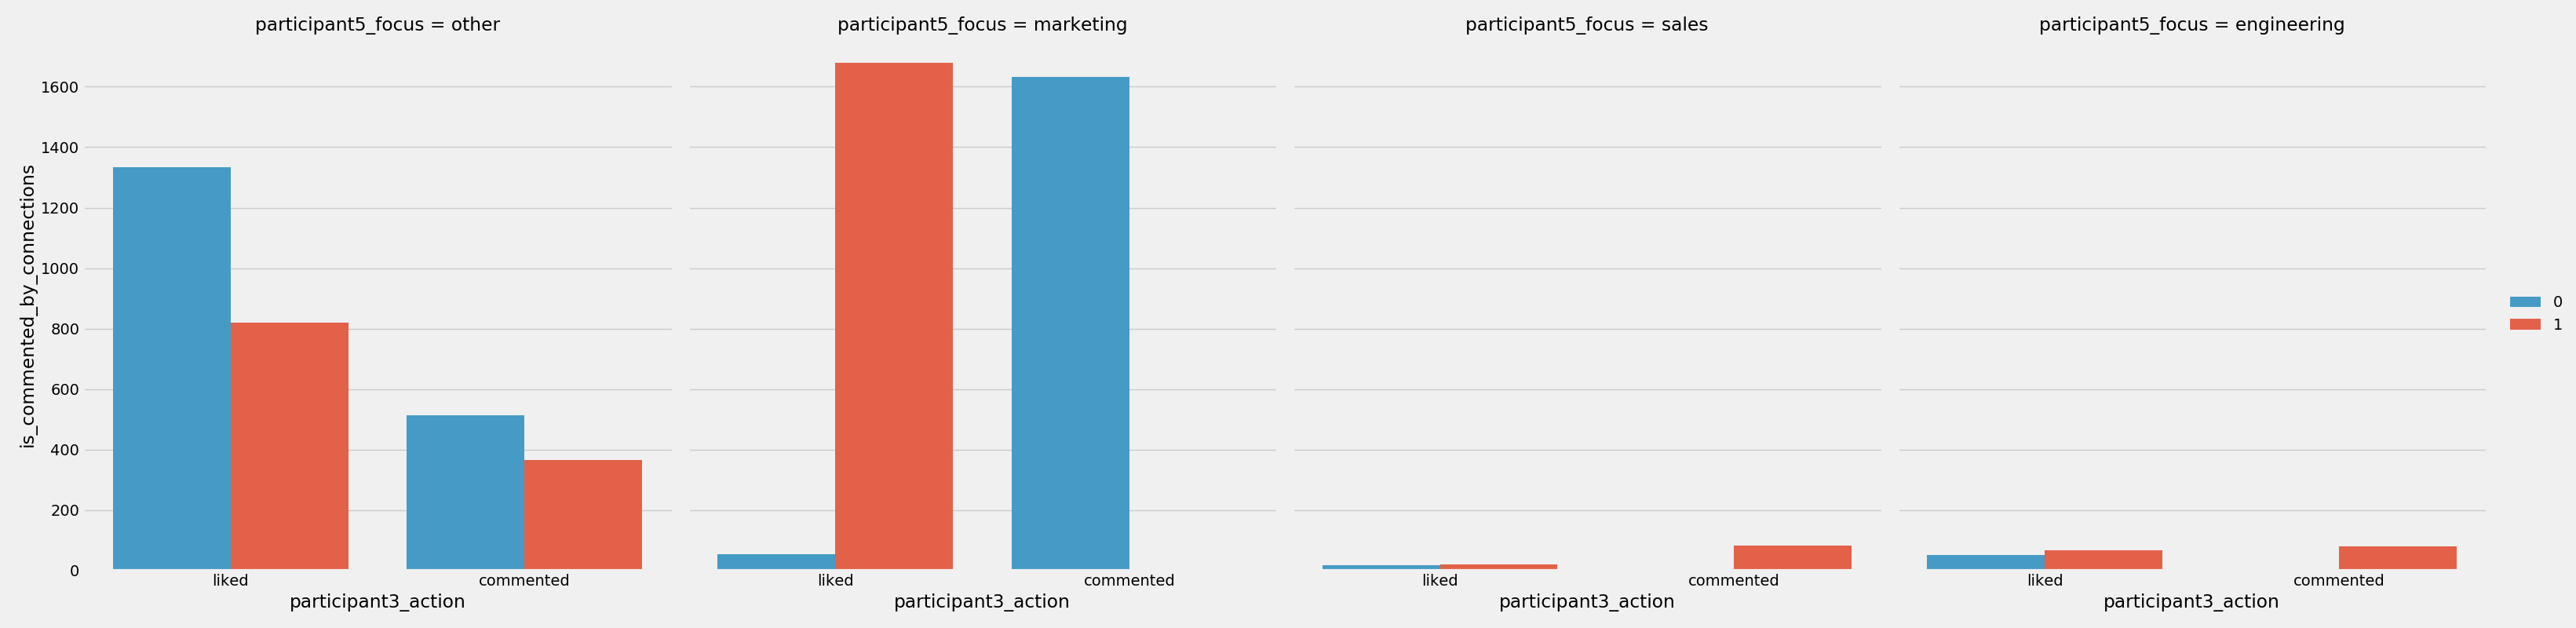 participant5_focus = other
participant5_focus = marketing
participant5_focus = sales
participant5_focus = engineering
is_commented_by_connections
1600
1400
1200
1000
800
600
400
200
0
liked commented
liked commented
liked commented
liked commented
participant3_action
participant3_action
participant3_action
participant3_action
0
1